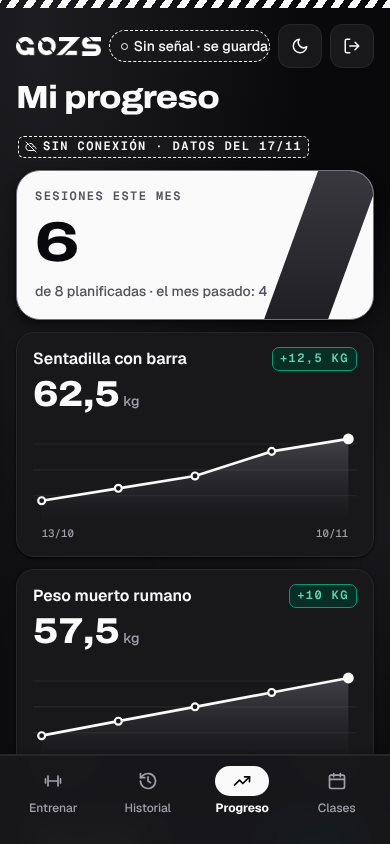 GOZS
Sin señal · se guarda
Mi progreso
SIN CONEXIÓN · DATOS DEL 17/11
SESIONES ESTE MES
6
de 8 planificadas · el mes pasado: 4
Sentadilla con barra
+12,5 KG
62,5 kg
13/10
10/11
Peso muerto rumano
+10 KG
57,5 kg
Entrenar
Historial
Progreso
Clases